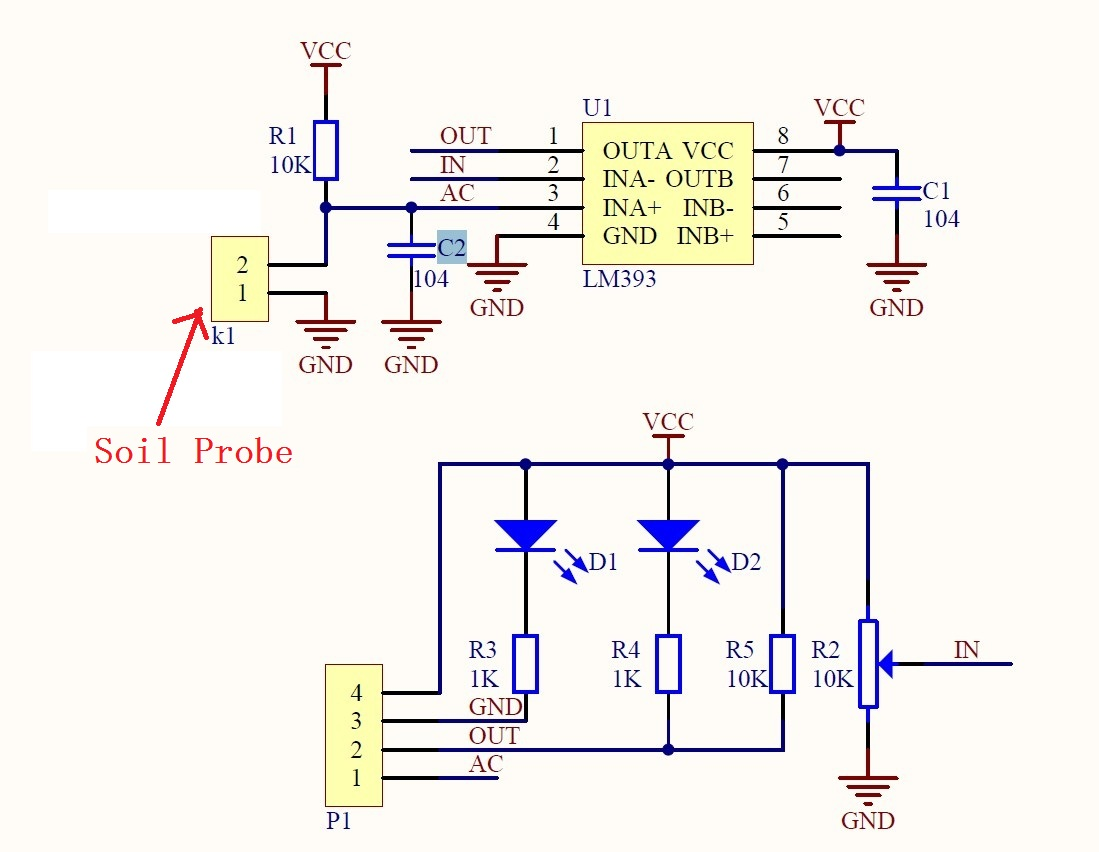 VCC
R1
10K
OUT
IN
AC
1
2
3
4
U1
OUTA VCC
INA- OUTB
INA+ INB-
GND INB+
LM393
8
7
6
5
VCC
C1
104
GND
C2
104
GND
GND
2
1
k1
GND
Soil Probe
VCC
D1
D2
R3
1K
R4
1K
R5
10K
R2
10K
IN
4
3
2
1
GND
OUT
AC
P1
GND